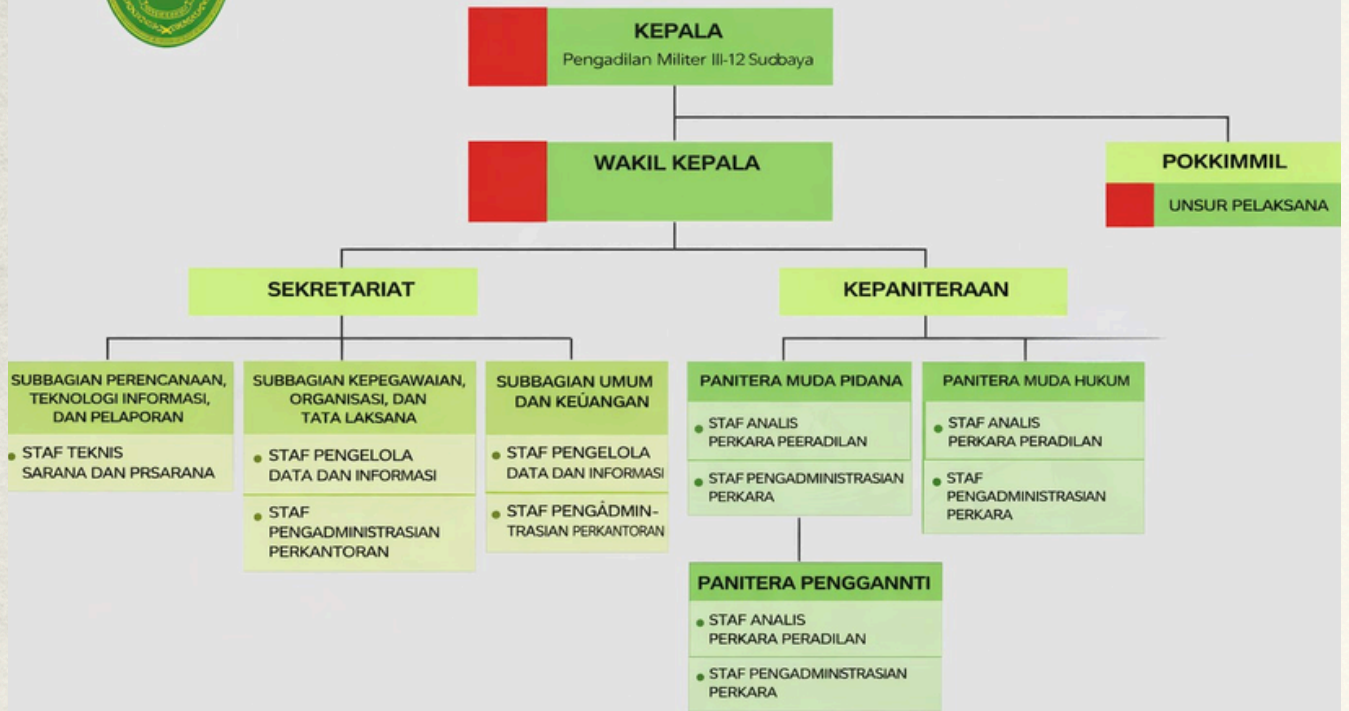 KEPALA
Pengadilan Militer III-12 Sudbaya
WAKIL KEPALA
POKKIMMIL
UNSUR PELAKSANA
SEKRETARIAT
KEPANITERAAN
SUBBAGIAN PERENCANAAN,
TEKNOLOGI INFORMASI,
DAN PELAPORAN
STAF TEKNIS
SARANA DAN PRSARANA
SUBBAGIAN KEPEGAWAIAN,
ORGANISASI, DAN
TATA LAKSANA
STAF PENGELOLA
DATA DAN INFORMASI
STAF
PENGADMINISTRASIAN
PERKANTORAN
SUBBAGIAN UMUM
DAN KEÚANGAN
STAF PENGELOLA
DATA DAN INFORMASI
STAF PENGÂDMIN-
TRASIAN PERKANTORAN
PANITERA MUDA PIDANA
STAF ANALIS
PERKARA PEERADILAN
STAF PENGADMINISTRASIAN
PERKARA
PANITERA MUDA HUKUM
STAF ANALIS
PERKARA PERADILAN
STAF
PENGADMINISTRASIAN
PERKARA
PANITERA PENGGANNTI
STAF ANALIS
PERKARA PERADILAN
STAF PENGADMINISTRASIAN
PERKARA